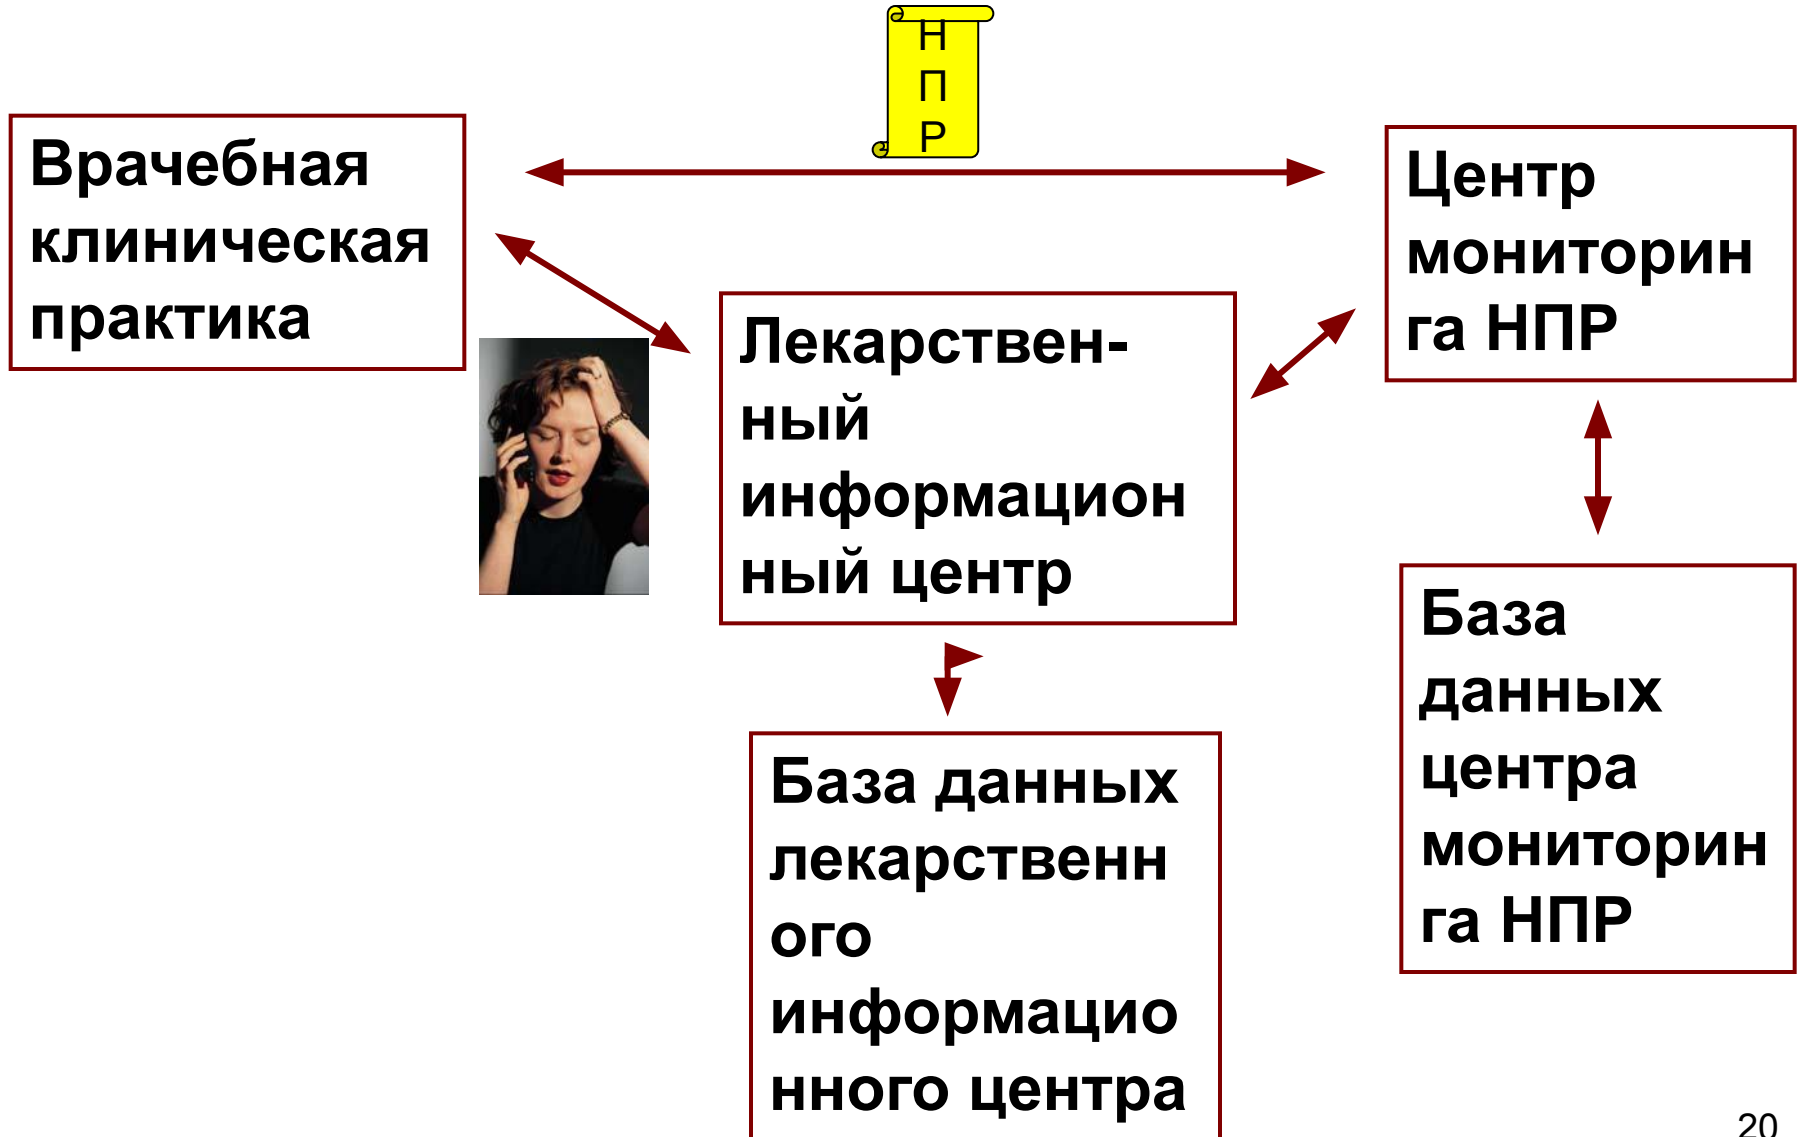 Н
П
Р
Врачебная
клиническая
практика
Центр
мониторин
га НПР
Лекарствен-
ный
информацион
ный центр
База
данных
центра
мониторин
га НПР
База данных
лекарственн
ого
информацио
нного центра
20